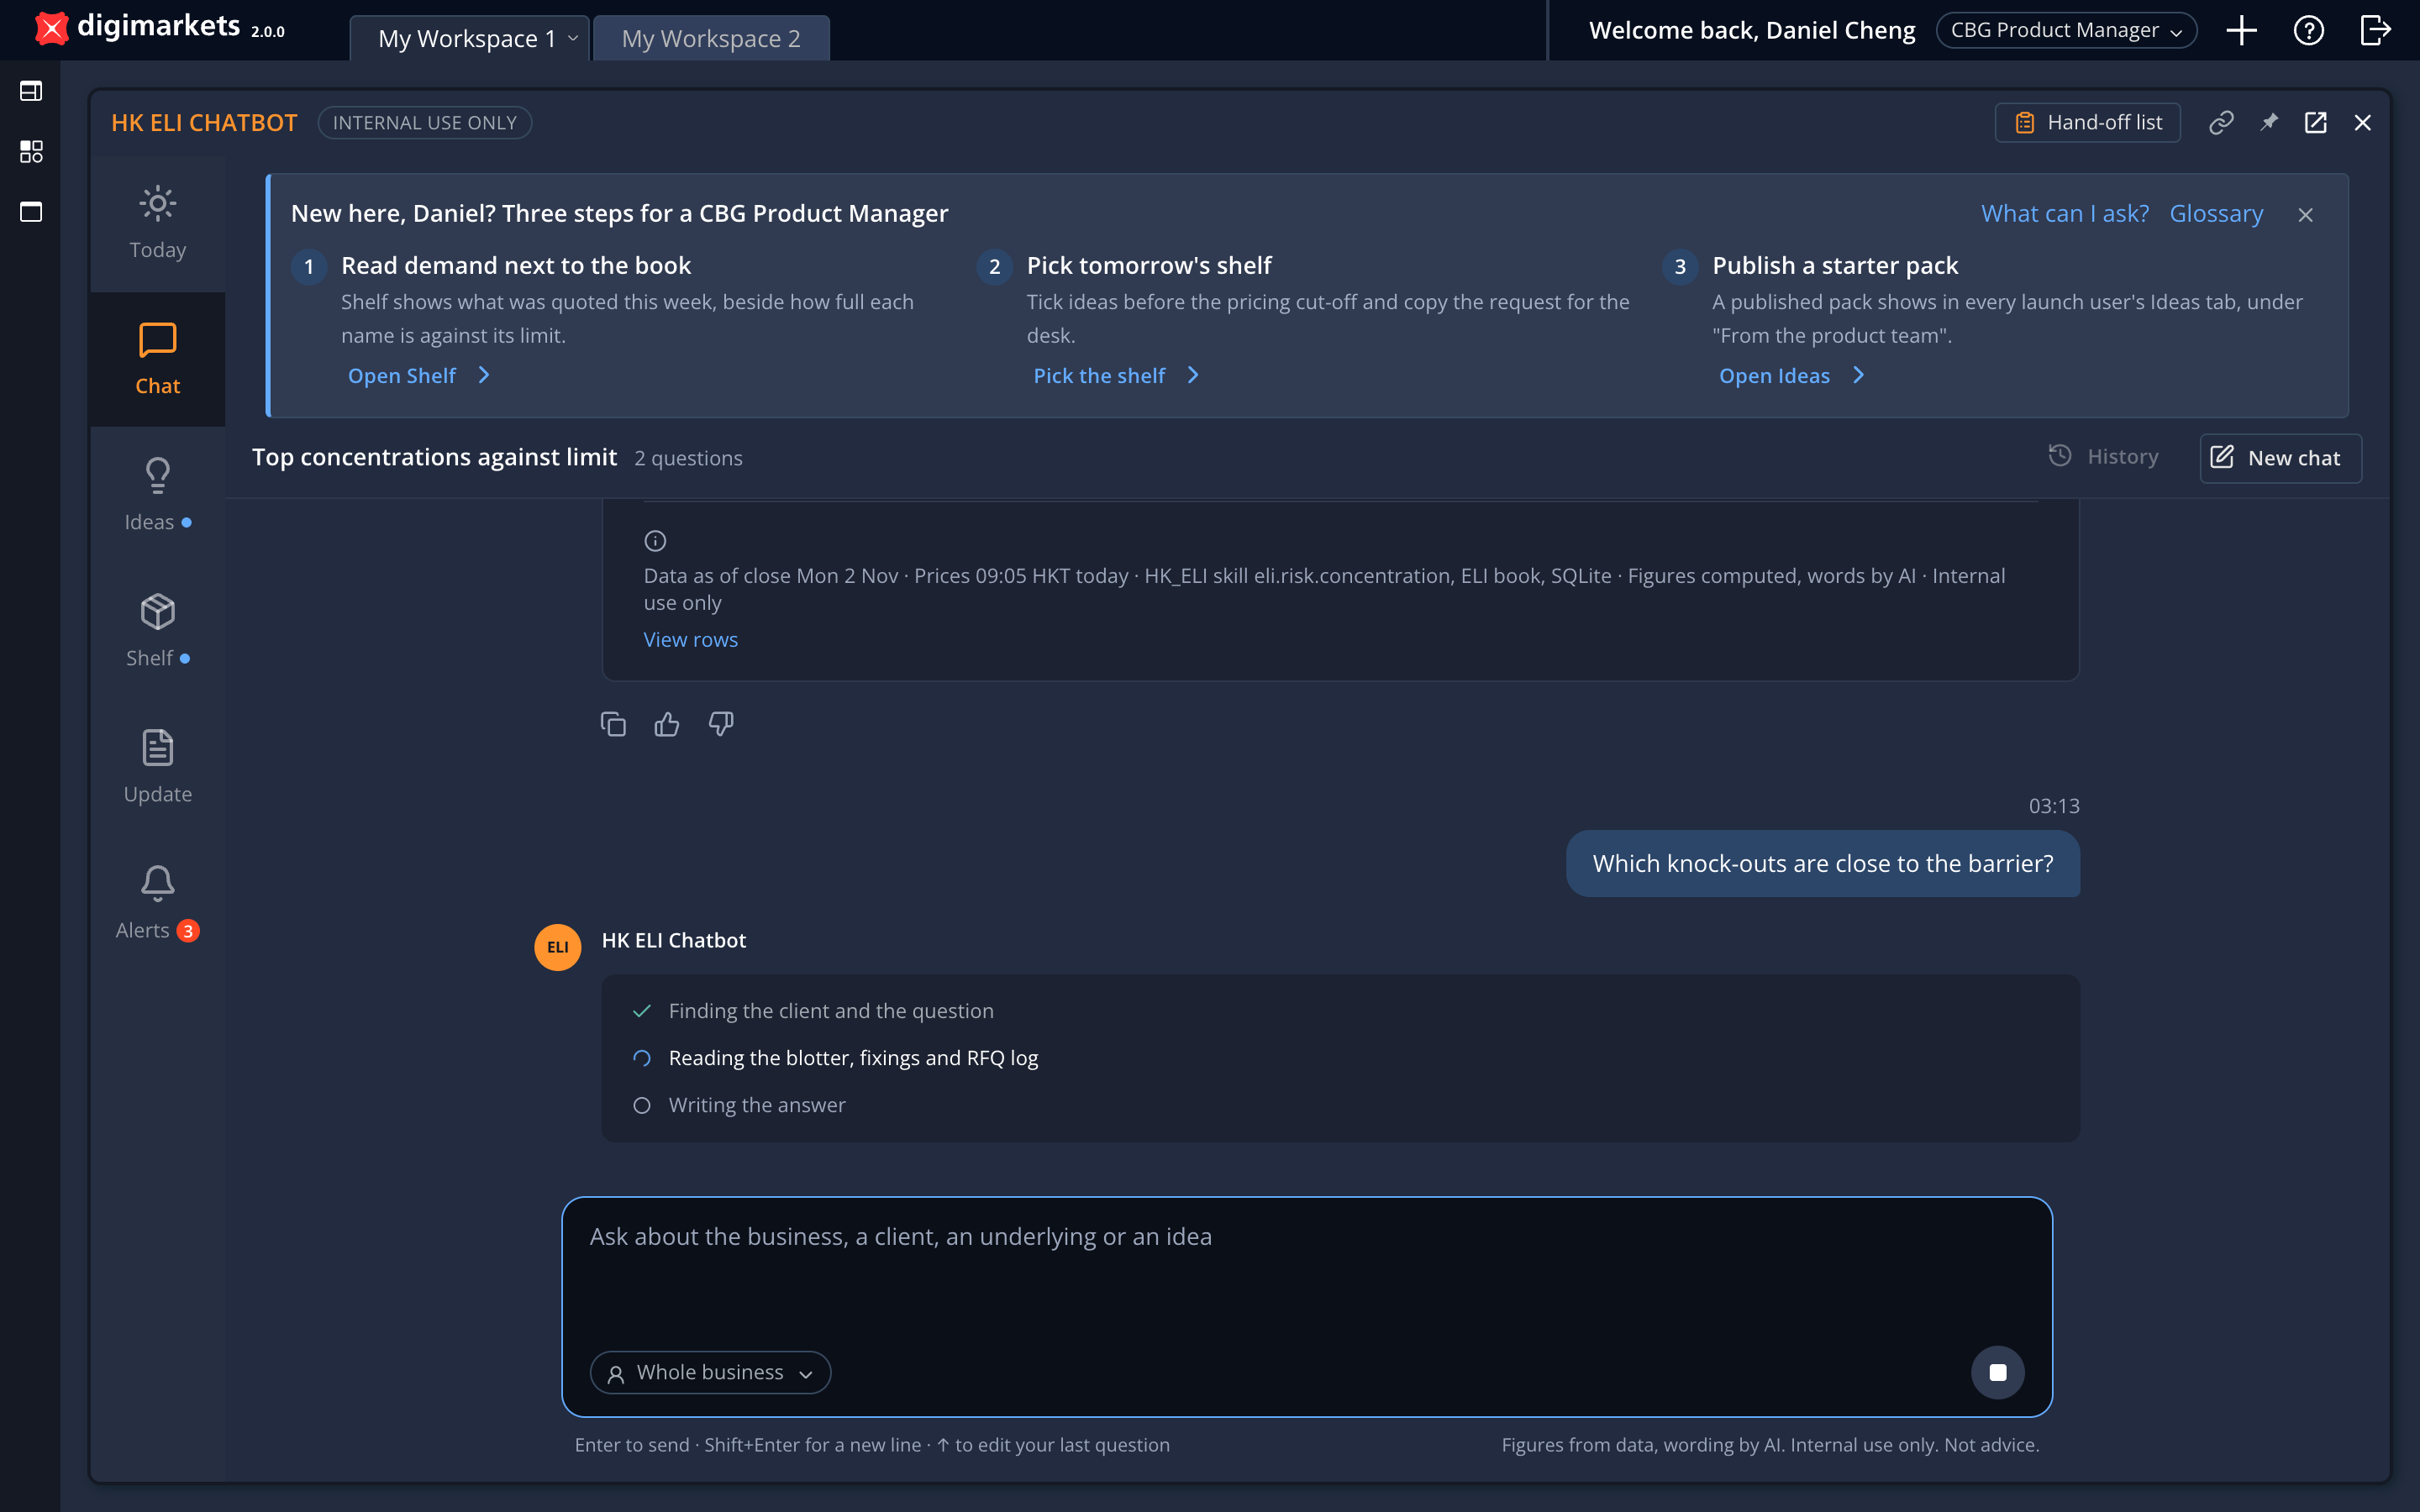 digimarkets 2.0.0
My Workspace 1
My Workspace 2
Welcome back, Daniel Cheng
CBG Product Manager
HK ELI CHATBOT
INTERNAL USE ONLY
Hand-off list
Today
Chat
Ideas
Shelf
Update
Alerts 3
New here, Daniel? Three steps for a CBG Product Manager
What can I ask?
Glossary
1 Read demand next to the book
Shelf shows what was quoted this week, beside how full each
name is against its limit.
Open Shelf
2 Pick tomorrow's shelf
Tick ideas before the pricing cut-off and copy the request for the
desk.
Pick the shelf
3 Publish a starter pack
A published pack shows in every launch user's Ideas tab, under
"From the product team".
Open Ideas
Top concentrations against limit 2 questions
History
New chat
Data as of close Mon 2 Nov · Prices 09:05 HKT today · HK_ELI skill eli.risk.concentration, ELI book, SQLite · Figures computed, words by AI · Internal
use only
View rows
03:13
Which knock-outs are close to the barrier?
ELI
HK ELI Chatbot
Finding the client and the question
Reading the blotter, fixings and RFQ log
Writing the answer
Ask about the business, a client, an underlying or an idea
Whole business
Enter to send · Shift+Enter for a new line · ↑ to edit your last question
Figures from data, wording by AI. Internal use only. Not advice.